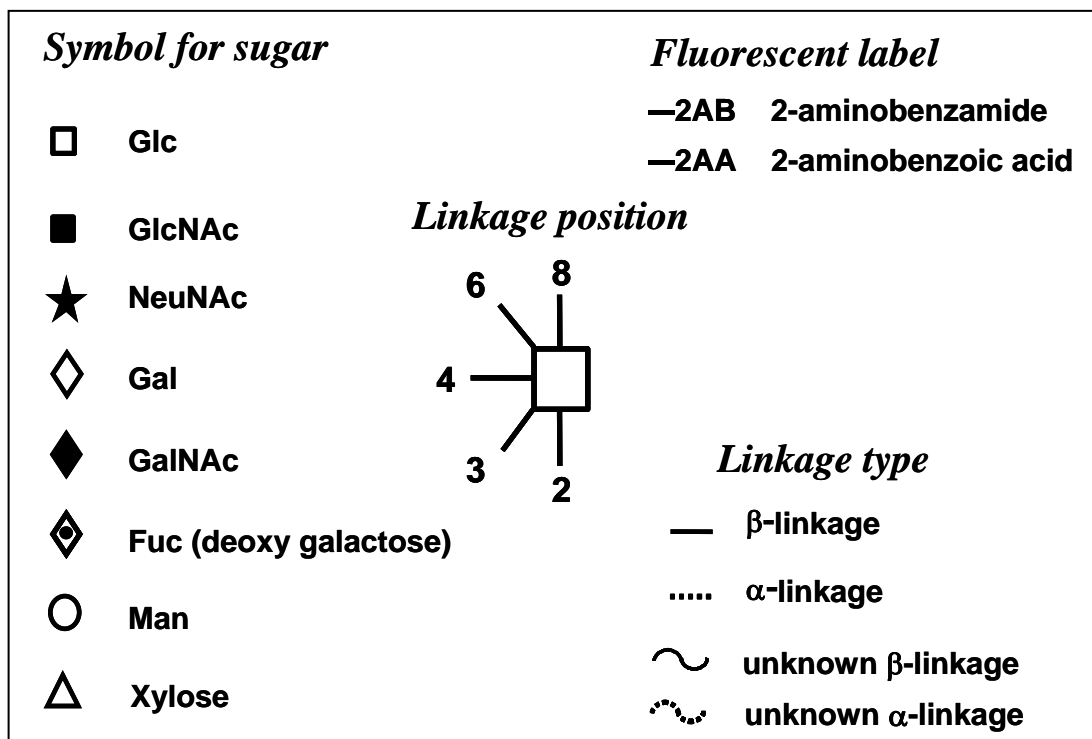 Symbol for sugar
Glc
GlcNAc
NeuNAc
Gal
GalNAc
Fuc (deoxy galactose)
Man
Xylose
Fluorescent label
—2AB 2-aminobenzamide
—2AA 2-aminobenzoic acid
Linkage position
6
8
4
3
2
Linkage type
β-linkage
α-linkage
unknown β-linkage
unknown α-linkage